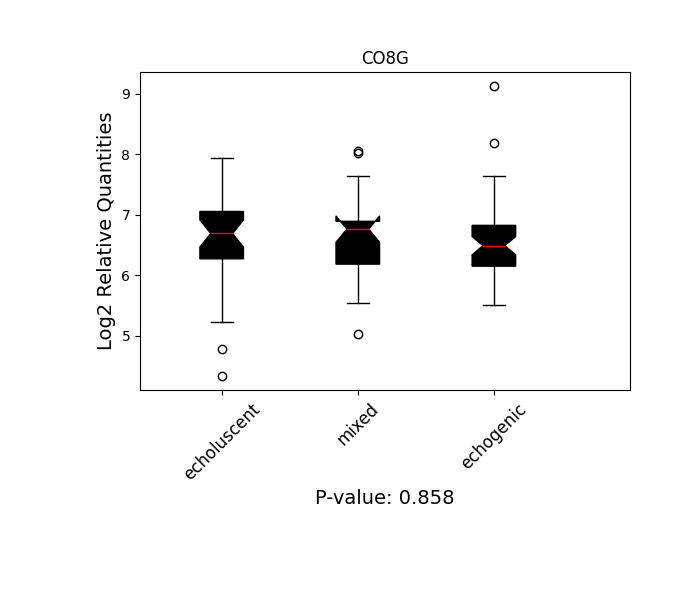 CO8G
Log2 Relative Quantities
9
8
7
6
5
echoluscent
mixed
echogenic
P-value: 0.858